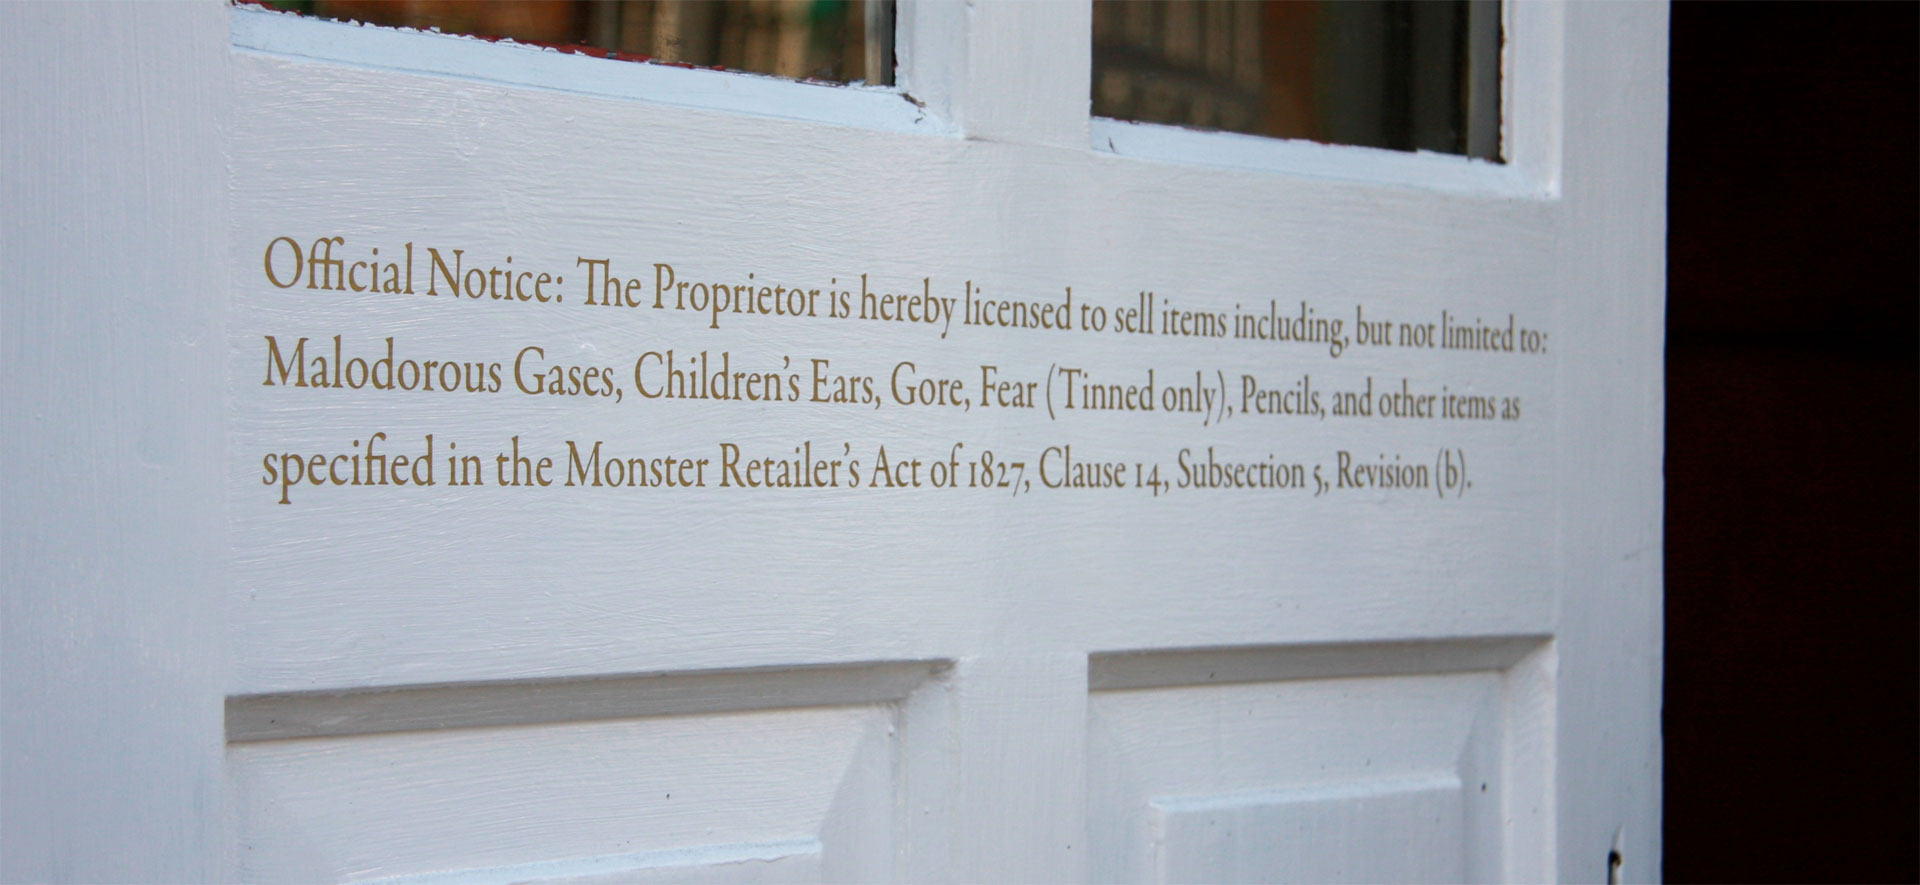 Official Notice: The Proprietor is hereby licensed to sell items including, but not limited to:
Malodorous Gases, Children's Ears, Gore, Fear (Tinned only), Pencils, and other items as
specified in the Monster Retailer's Act of 1827, Clause 14, Subsection 5, Revision (b).